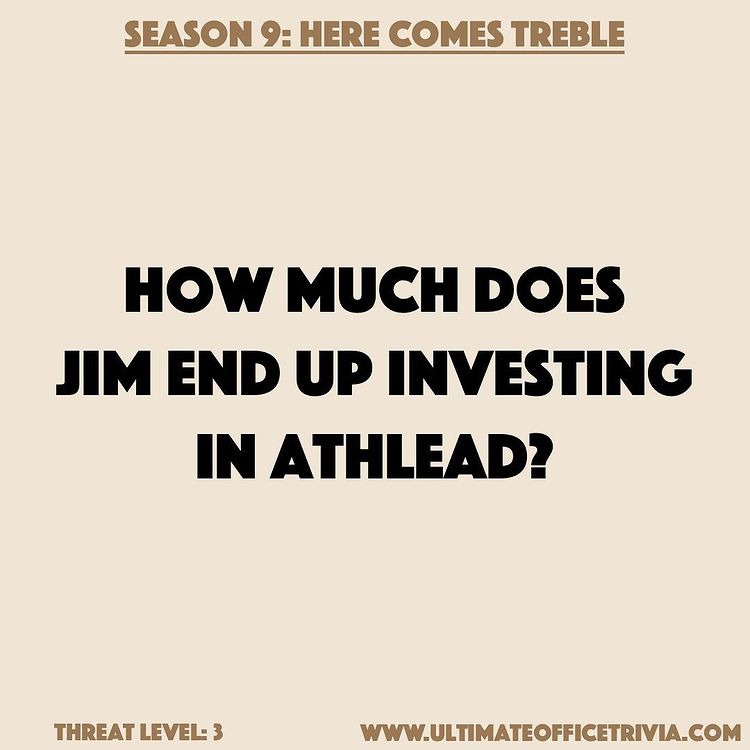 SEASON 9: HERE COMES TREBLE
HOW MUCH DOES
JIM END UP INVESTING
IN ATHLEAD?
THREAT LEVEL: 3
WWW.ULTIMATEOFFICETRIVIA.COM